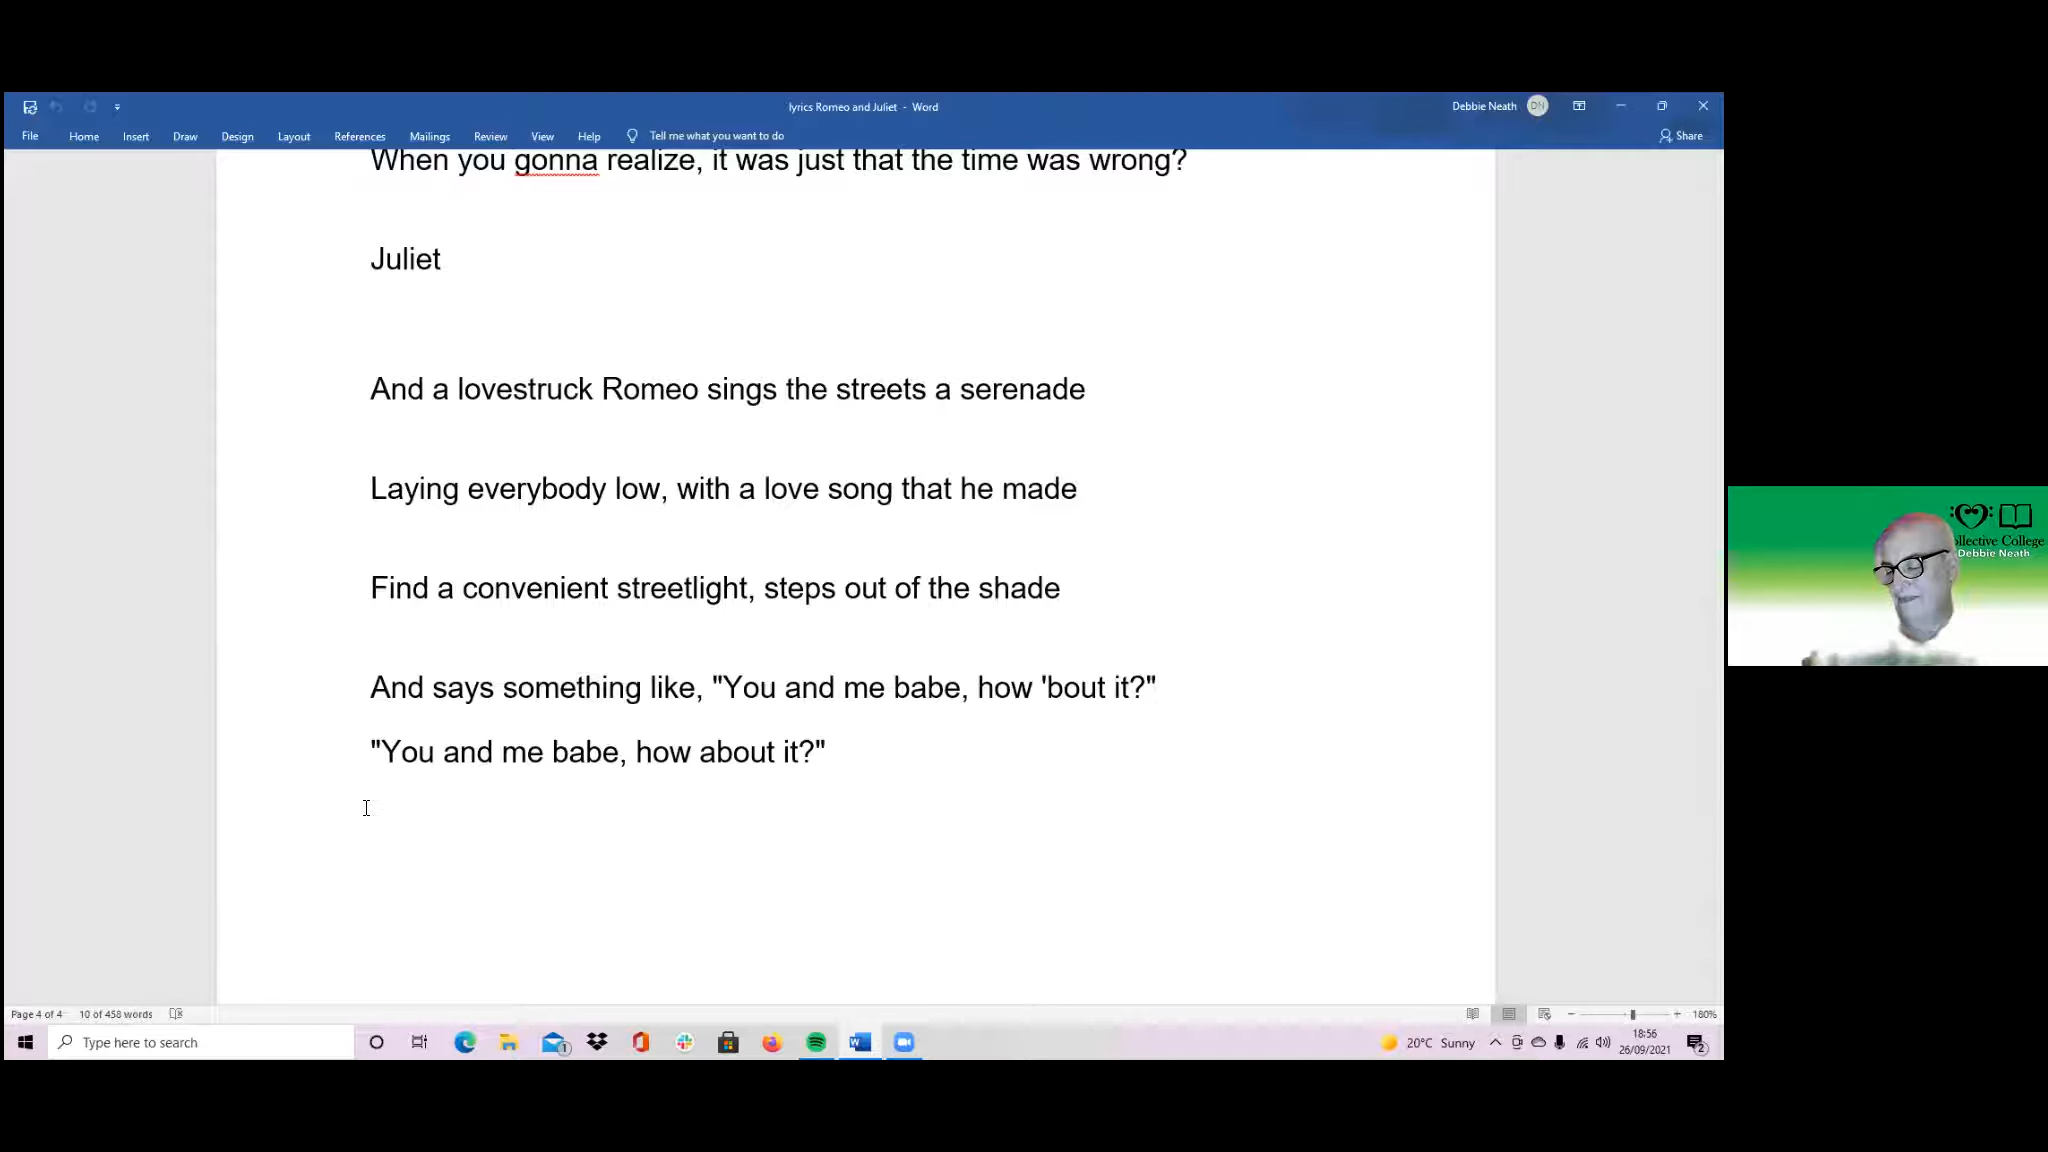 lyrics Romeo and Juliet - Word
Debbie Neath DN
File Home Insert Draw Design Layout References Mailings Review View Help Tell me what you want to do Share
When you gonna realize, it was just that the time was wrong?
Juliet
And a lovestruck Romeo sings the streets a serenade
Laying everybody low, with a love song that he made
Find a convenient streetlight, steps out of the shade
And says something like, "You and me babe, how 'bout it?"
"You and me babe, how about it?"
ollective College
Debbie Neath
Page 4 of 4 10 of 458 words
180%
Type here to search
1
20°C Sunny
18:56
26/09/2021
2